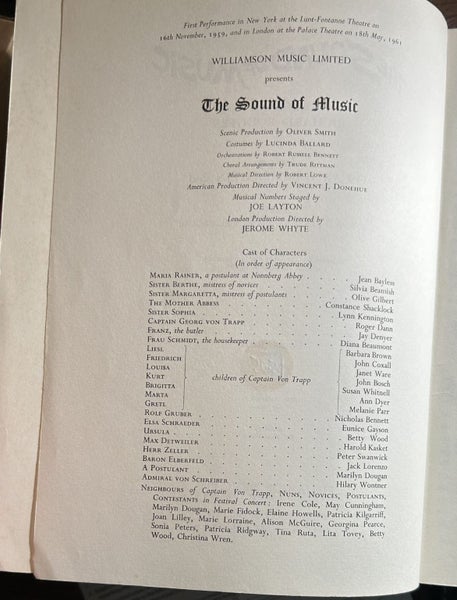 First Performance in New York at the Lunt-Fontanne Theatre on
16th November, 1959, and in London at the Palace Theatre on 18th May, 1961
WILLIAMSON MUSIC LIMITED
presents
The Sound of Music
Scenic Production by OLIVER SMITH
Costumes by LUCINDA BALLARD
Orchestrations by ROBERT RUSSELL BENNETT
Choral Arrangements by TRUDE RITTMAN
Musical Direction by ROBERT LOWE
American Production Directed by VINCENT J. DONEHUE
Musical Numbers Staged by
JOE LAYTON
London Production Directed by
JEROME WHYTE
Cast of Characters
(In order of appearance)
MARIA RAINER, a postulant at Nonnberg Abbey . . . Jean Bayless
SISTER BERTHE, mistress of novices . . . . . Silvia Beamish
SISTER MARGARETTA, mistress of postulants . . . . Olive Gilbert
THE MOTHER ABBESS . . . . . Constance Shacklock
SISTER SOPHIA . . . . . . Lynn Kennington
CAPTAIN GEORG VON TRAPP . . . . . Roger Dann
FRANZ, the butler . . . . . . Jay Denyer
FRAU SCHMIDT, the housekeeper . . . . . Diana Beaumont
LIESL Barbara Brown
FRIEDRICH John Coxall
LOUISA Janet Ware
KURT children of Captain Von Trapp John Bosch
BRIGITTA Susan Whitnell
MARTA Ann Dyer
GRETL Melanie Parr
ROLF GRUBER . . . . . . Nicholas Bennett
ELSA SCHRAEDER . . . . . . Eunice Gayson
URSULA . . . . . . Betty Wood
MAX DETWEILER . . . . . . Harold Kasket
HERR ZELLER . . . . . . Peter Swanwick
BARON ELBERFELD . . . . . . Jack Lorenzo
A POSTULANT . . . . . . Marilyn Dougan
ADMIRAL VON SCHREIBER . . . . . Hilary Wontner
NEIGHBOURS of Captain Von Trapp, NUNS, NOVICES, POSTULANTS,
CONTESTANTS in Festival Concert: Irene Cole, May Cunningham,
Marilyn Dougan, Marie Fidock, Elaine Howells, Patricia Kilgarriff,
Joan Lilley, Marie Lorraine, Alison McGuire, Georgina Pearce,
Sonia Peters, Patricia Ridgway, Tina Ruta, Lita Tovey, Betty
Wood, Christina Wren.